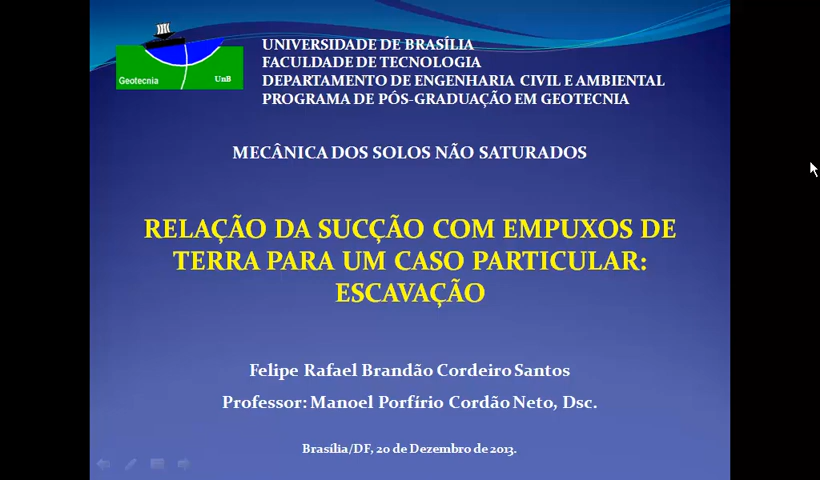 Geotecnia
UnB
UNIVERSIDADE DE BRASÍLIA
FACULDADE DE TECNOLOGIA
DEPARTAMENTO DE ENGENHARIA CIVIL E AMBIENTAL
PROGRAMA DE PÓS-GRADUAÇÃO EM GEOTECNIA
MECÂNICA DOS SOLOS NÃO SATURADOS
RELAÇÃO DA SUCÇÃO COM EMPUXOS DE
TERRA PARA UM CASO PARTICULAR:
ESCAVAÇÃO
Felipe Rafael Brandão Cordeiro Santos
Professor: Manoel Porfírio Cordão Neto, Dsc.
Brasília/DF, 20 de Dezembro de 2013.